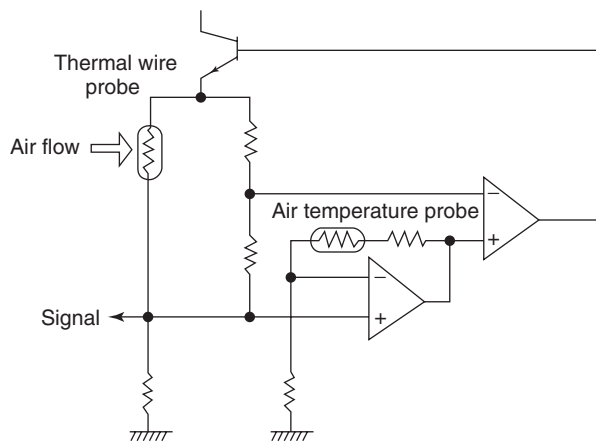 Thermal wire
probe
Air flow
Air temperature probe
−
+
−
+
Signal